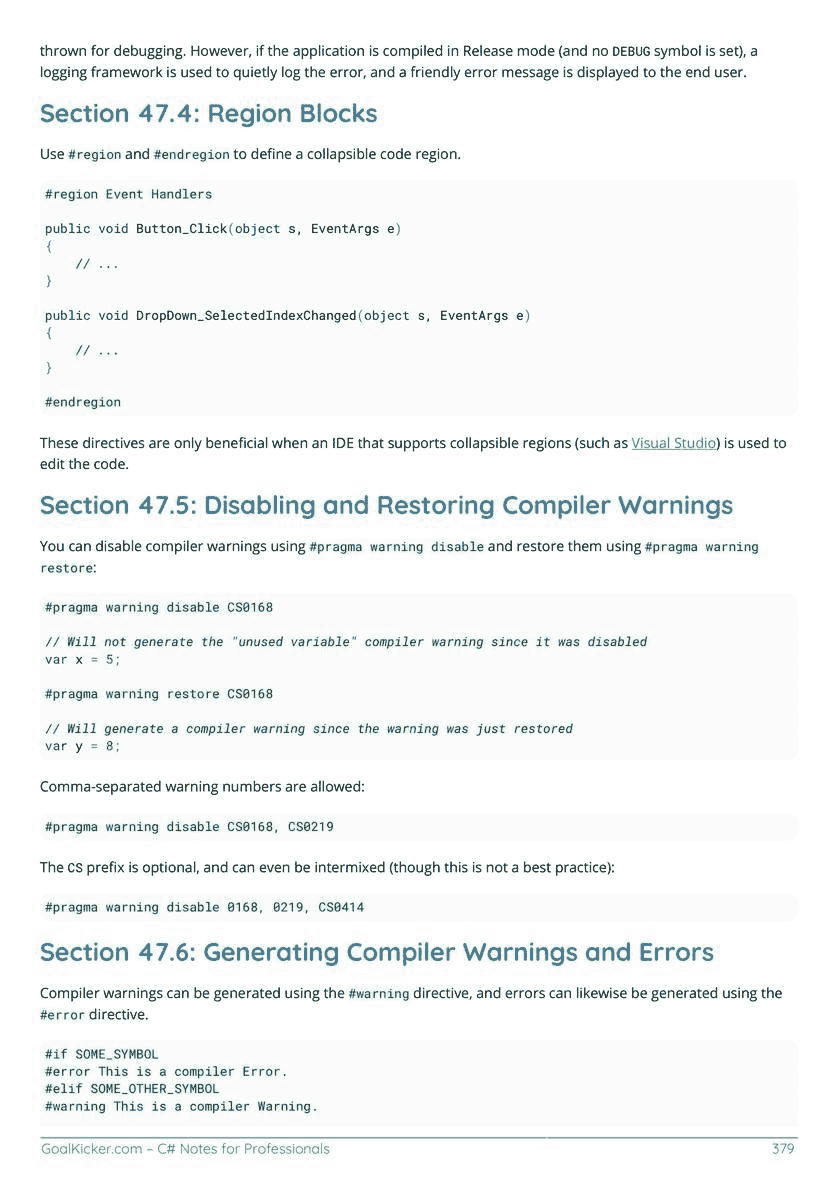 thrown for debugging. However, if the application is compiled in Release mode (and no DEBUG symbol is set), a
logging framework is used to quietly log the error, and a friendly error message is displayed to the end user.
Section 47.4: Region Blocks
Use #region and #endregion to define a collapsible code region.
#region Event Handlers
public void Button_Click(object s, EventArgs e)
{
    // ...
}
public void DropDown_SelectedIndexChanged(object s, EventArgs e)
{
    // ...
}
#endregion
These directives are only beneficial when an IDE that supports collapsible regions (such as Visual Studio) is used to
edit the code.
Section 47.5: Disabling and Restoring Compiler Warnings
You can disable compiler warnings using #pragma warning disable and restore them using #pragma warning
restore:
#pragma warning disable CS0168
// Will not generate the "unused variable" compiler warning since it was disabled
var x = 5;
#pragma warning restore CS0168
// Will generate a compiler warning since the warning was just restored
var y = 8;
Comma-separated warning numbers are allowed:
#pragma warning disable CS0168, CS0219
The CS prefix is optional, and can even be intermixed (though this is not a best practice):
#pragma warning disable 0168, 0219, CS0414
Section 47.6: Generating Compiler Warnings and Errors
Compiler warnings can be generated using the #warning directive, and errors can likewise be generated using the
#error directive.
#if SOME_SYMBOL
#error This is a compiler Error.
#elif SOME_OTHER_SYMBOL
#warning This is a compiler Warning.
GoalKicker.com – C# Notes for Professionals 379